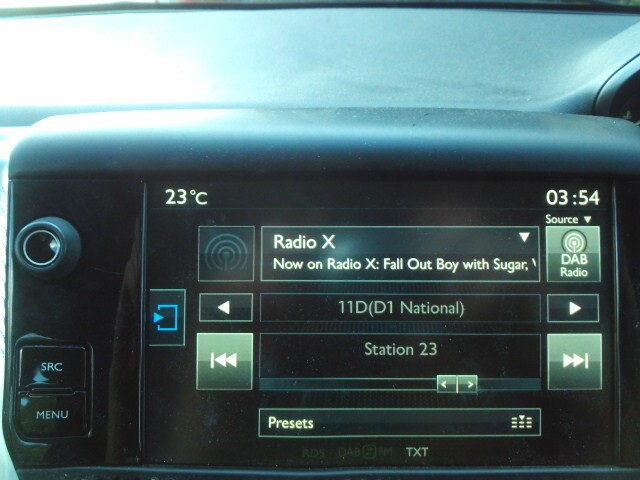 23°C
03:54
Source ▼
Radio X
Now on Radio X: Fall Out Boy with Sugar,
DAB
Radio
11D(D1 National)
Station 23
SRC
MENU
Presets
RDS DAB FM TXT